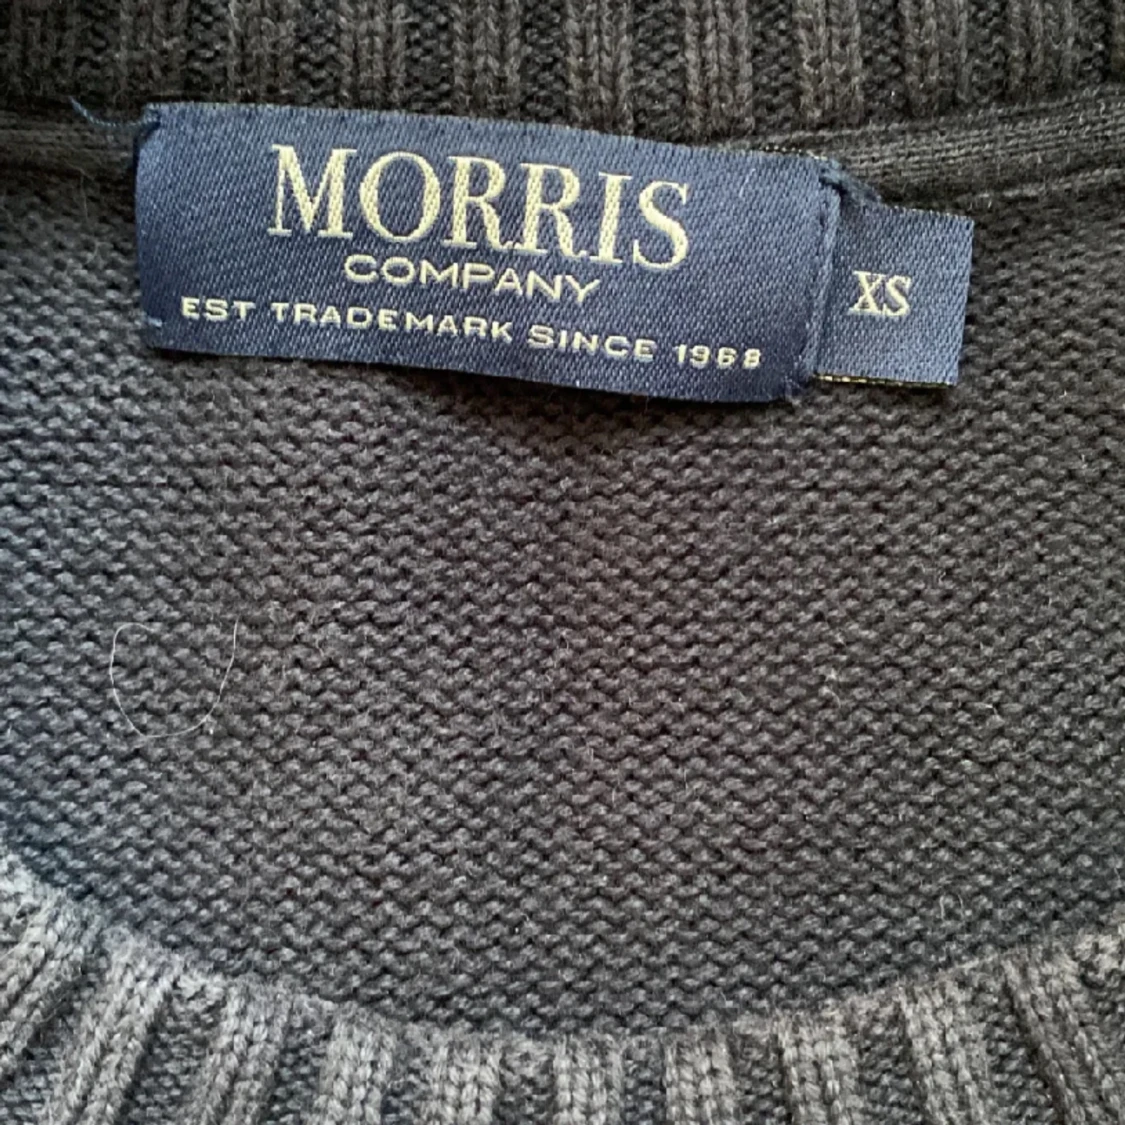 MORRIS
COMPANY
EST TRADEMARK SINCE 1968
XS